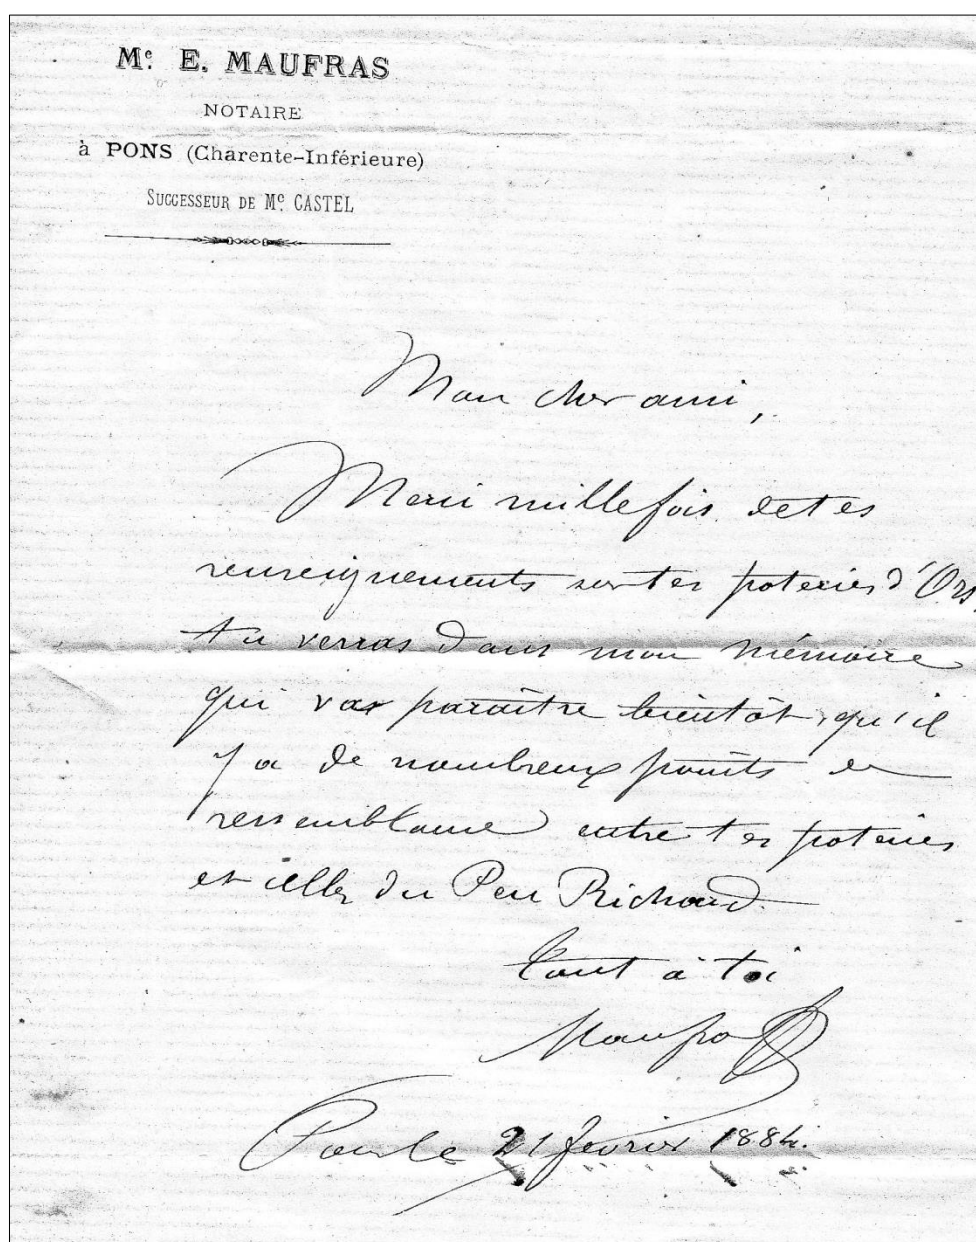 Mᵉ. E. MAUFRAS
NOTAIRE
à PONS (Charente-Inférieure)
SUCCESSEUR DE Mᵉ. CASTEL
Mon cher ami,
Merci mille fois de tes
renseignements sur tes poteries d'Ors.
tu verras dans mon mémoire
qui va paraître bientôt, qu'il
y a de nombreux points de
ressemblance entre tes poteries
et celles du Peu Richard.
tout à toi
Maufras
Pons le 21 février 1884.